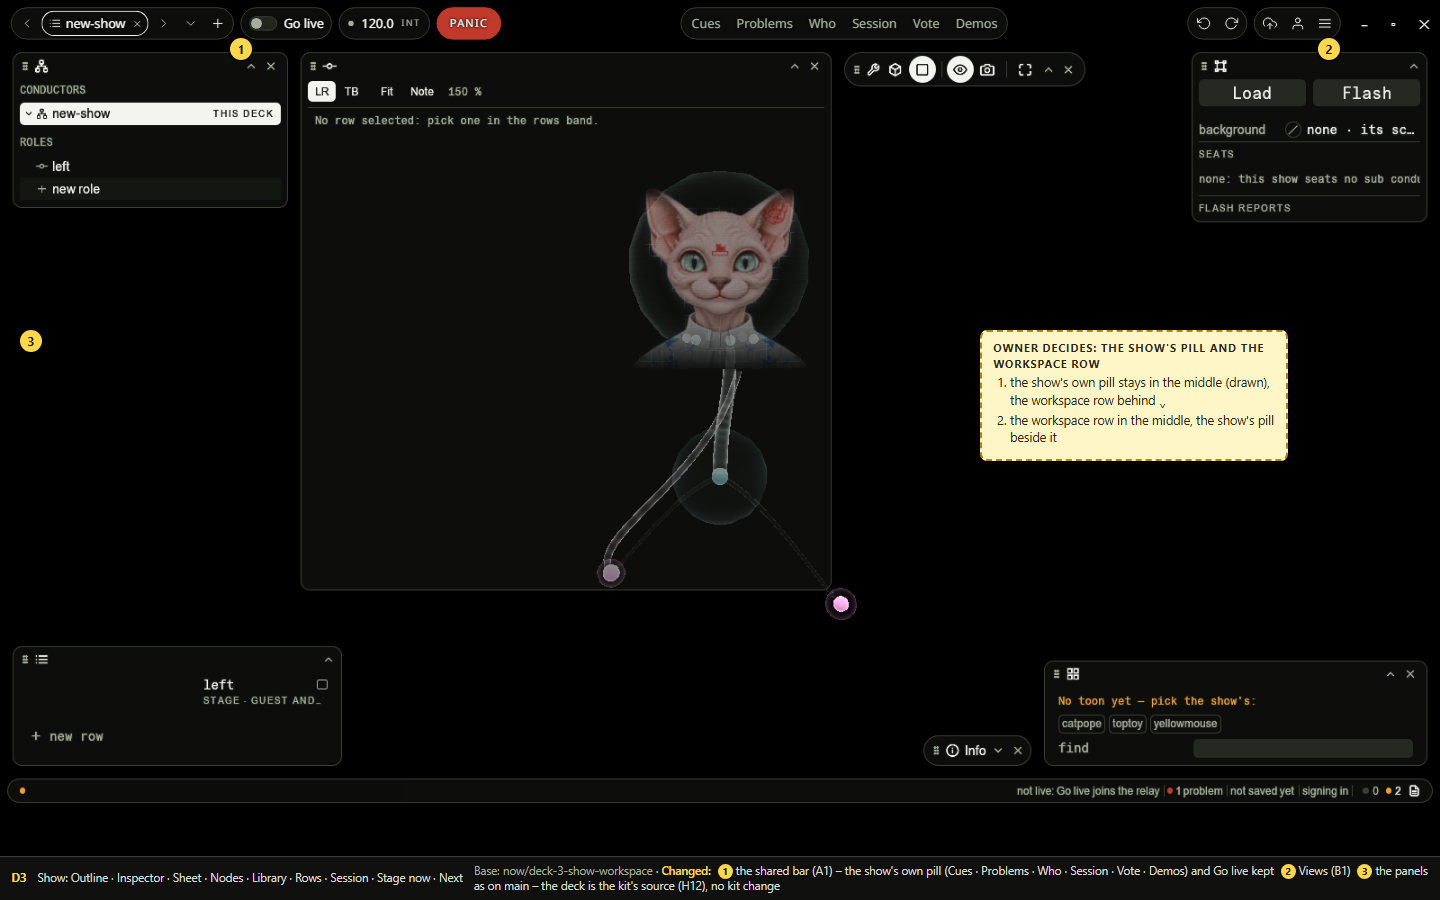 new-show
Go live
120.0 INT
PANIC
Cues Problems Who Session Vote Demos
1
2
CONDUCTORS
new-show THIS DECK
ROLES
left
+ new role
LR TB Fit Note 150 %
No row selected: pick one in the rows band.
Load Flash
background none · its sc…
SEATS
none: this show seats no sub condu
FLASH REPORTS
3
OWNER DECIDES: THE SHOW'S PILL AND THE
WORKSPACE ROW
1. the show's own pill stays in the middle (drawn),
the workspace row behind ⌄
2. the workspace row in the middle, the show's pill
beside it
left
STAGE · GUEST AND…
+ new row
Info
No toon yet — pick the show's:
catpope toptoy yellowmouse
find
not live: Go live joins the relay 1 problem not saved yet signing in 0 2
D3 Show: Outline · Inspector · Sheet · Nodes · Library · Rows · Session · Stage now · Next
Base: now/deck-3-show-workspace · Changed: 1 the shared bar (A1) – the show's own pill (Cues · Problems · Who · Session · Vote · Demos) and Go live kept 2 Views (B1) 3 the panels
as on main – the deck is the kit's source (H12), no kit change